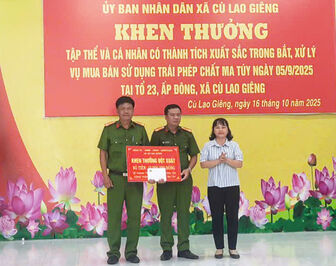 ỦY BAN NHÂN DÂN XÃ CÙ LAO GIÊNG
KHEN THƯỞNG
TẬP THỂ VÀ CÁ NHÂN CÓ THÀNH TÍCH XUẤT SẮC TRONG BẮT, XỬ LÝ
VỤ MUA BÁN SỬ DỤNG TRÁI PHÉP CHẤT MA TÚY NGÀY 05/9/2025
TẠI TỔ 23, ẤP ĐÔNG, XÃ CÙ LAO GIÊNG
Cù Lao Giêng, ngày 16 tháng 10 năm 2025
KHEN THƯỞNG ĐỘT XUẤT